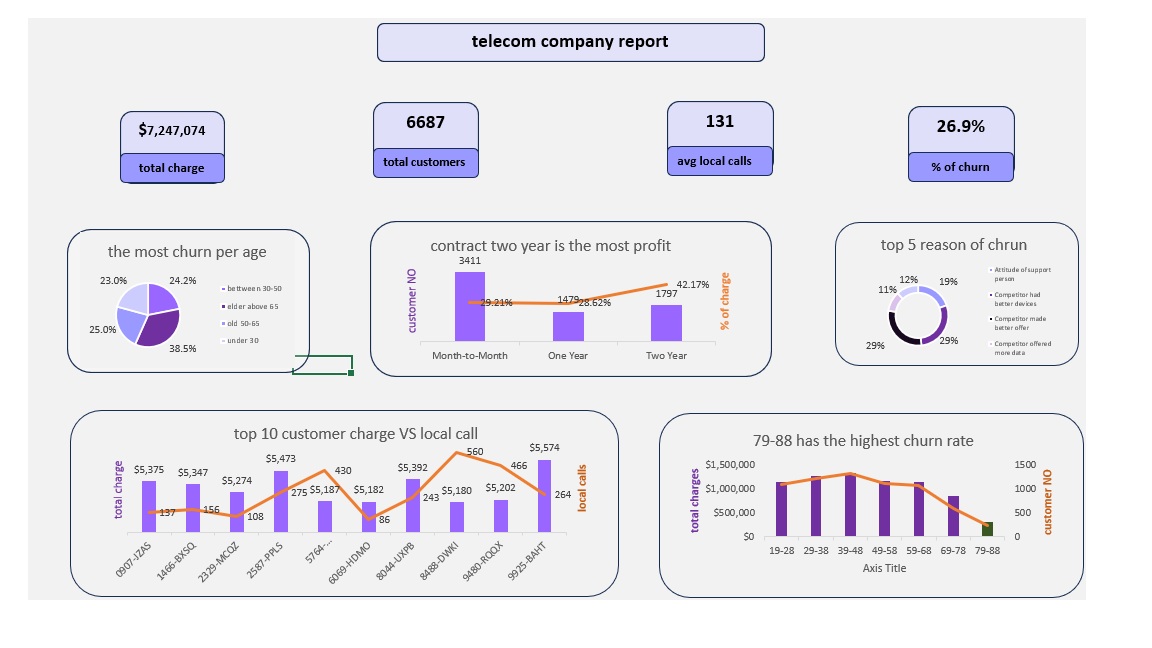 telecom company report
$7,247,074
total charge
6687
total customers
131
avg local calls
26.9%
% of churn
the most churn per age
23.0%
24.2%
25.0%
38.5%
bettween 30-50
elder above 65
old 50-65
under 30
contract two year is the most profit
customer NO
3411
29.21%
1479
28.62%
1797
42.17%
% of charge
Month-to-Month
One Year
Two Year
top 5 reason of chrun
12%
19%
11%
29%
29%
Attitude of support
person
Competitor had
better devices
Competitor made
better offer
Competitor offered
more data
top 10 customer charge VS local call
total charge
$5,375
$5,347
$5,274
$5,473
$5,187
$5,182
$5,392
$5,180
$5,202
$5,574
137
156
108
275
430
86
243
560
466
264
local calls
0907-JZAS
1466-BXSQ
2329-MCQZ
2587-PPLS
5764-...
6069-HDMO
8044-UXPB
8488-DWKI
9480-RQOX
9925-BAHT
79-88 has the highest churn rate
total charges
$1,500,000
$1,000,000
$500,000
$0
1500
1000
500
0
customer NO
19-28
29-38
39-48
49-58
59-68
69-78
79-88
Axis Title